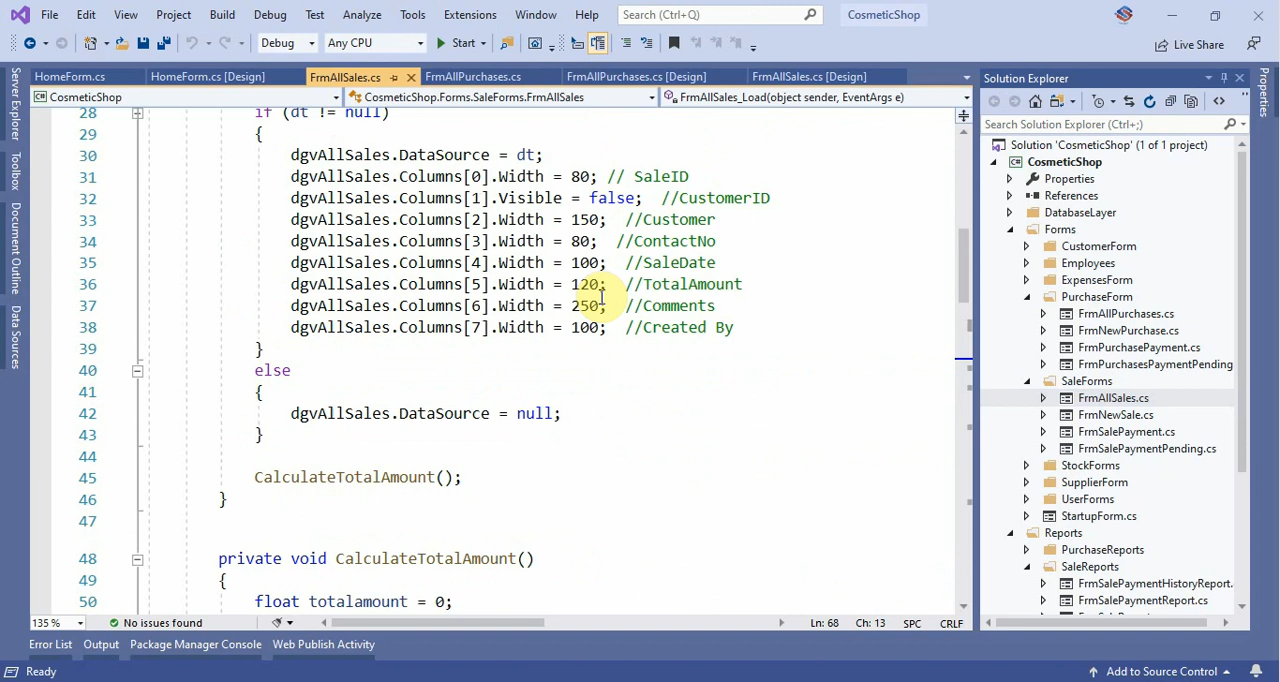 File Edit View Project Build Debug Test Analyze Tools Extensions Window Help Search (Ctrl+Q) CosmeticShop
Debug Any CPU Start Live Share
HomeForm.cs HomeForm.cs [Design] FrmAllSales.cs FrmAllPurchases.cs FrmAllPurchases.cs [Design] FrmAllSales.cs [Design]
CosmeticShop CosmeticShop.Forms.SaleForms.FrmAllSales FrmAllSales_Load(object sender, EventArgs e)
Server Explorer
Toolbox
Document Outline
Data Sources
28 if (dt != null)
29 {
30 dgvAllSales.DataSource = dt;
31 dgvAllSales.Columns[0].Width = 80; // SaleID
32 dgvAllSales.Columns[1].Visible = false; //CustomerID
33 dgvAllSales.Columns[2].Width = 150; //Customer
34 dgvAllSales.Columns[3].Width = 80; //ContactNo
35 dgvAllSales.Columns[4].Width = 100; //SaleDate
36 dgvAllSales.Columns[5].Width = 120; //TotalAmount
37 dgvAllSales.Columns[6].Width = 250; //Comments
38 dgvAllSales.Columns[7].Width = 100; //Created By
39 }
40 else
41 {
42 dgvAllSales.DataSource = null;
43 }
44
45 CalculateTotalAmount();
46 }
47
48 private void CalculateTotalAmount()
49 {
50 float totalamount = 0;
135 % No issues found Ln: 68 Ch: 13 SPC CRLF
Solution Explorer
Search Solution Explorer (Ctrl+;)
Solution 'CosmeticShop' (1 of 1 project)
CosmeticShop
Properties
References
DatabaseLayer
Forms
CustomerForm
Employees
ExpensesForm
PurchaseForm
FrmAllPurchases.cs
FrmNewPurchase.cs
FrmPurchasePayment.cs
FrmPurchasesPaymentPending
SaleForms
FrmAllSales.cs
FrmNewSale.cs
FrmSalePayment.cs
FrmSalePaymentPending.cs
StockForms
SupplierForm
UserForms
StartupForm.cs
Reports
PurchaseReports
SaleReports
FrmSalePaymentHistoryReport.
FrmSalePaymentReport.cs
Properties
Error List Output Package Manager Console Web Publish Activity
Ready Add to Source Control